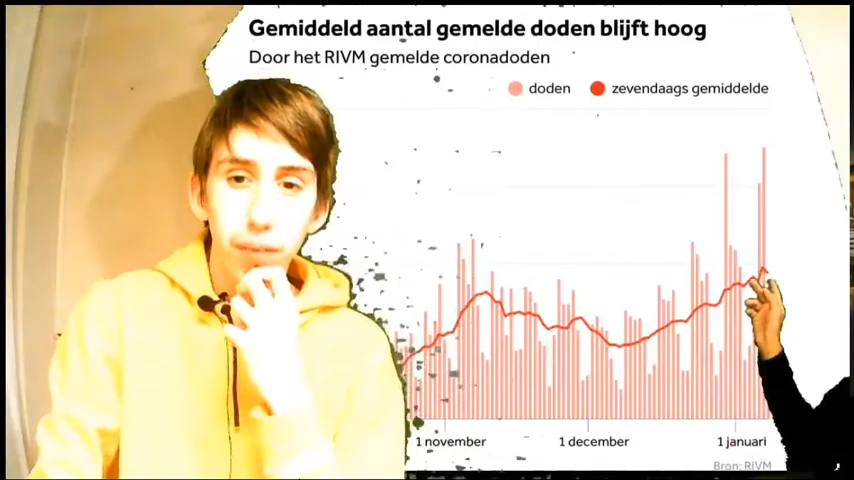 Gemiddeld aantal gemelde doden blijft hoog
Door het RIVM gemelde coronadoden
doden zevendaags gemiddelde
1 november 1 december 1 januari
Bron: RIVM